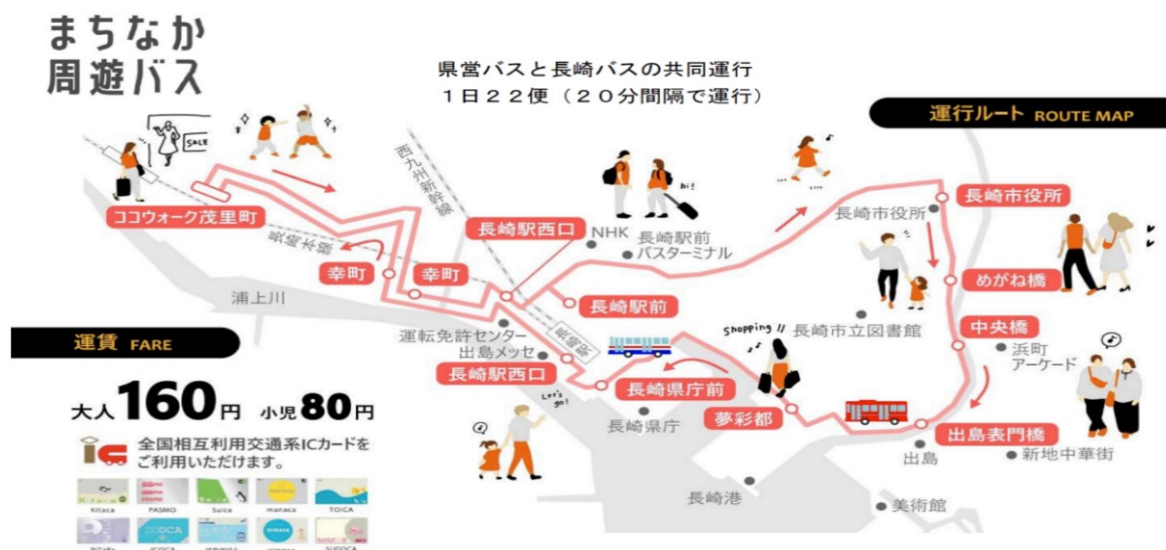 まちなか
周遊バス
県営バスと長崎バスの共同運行
1日22便（20分間隔で運行）
運行ルート ROUTE MAP
SALE
ココウォーク茂里町
長崎本線
西九州新幹線
幸町
幸町
浦上川
長崎駅西口
NHK
hi!
長崎駅前
バスターミナル
長崎駅前
長崎市役所
長崎市役所
めがね橋
長崎市立図書館
中央橋
浜町
アーケード
Shopping !!
運転免許センター
出島メッセ
長崎駅
長崎駅西口
Let's
go!
長崎県庁前
長崎県庁
夢彩都
出島表門橋
出島
新地中華街
長崎港
美術館
運賃 FARE
大人160円 小児80円
全国相互利用交通系ICカードを
ご利用いただけます。
Kitaca PASMO Suica manaca TOICA
PiTaPa ICOCA nimoca SUGOCA